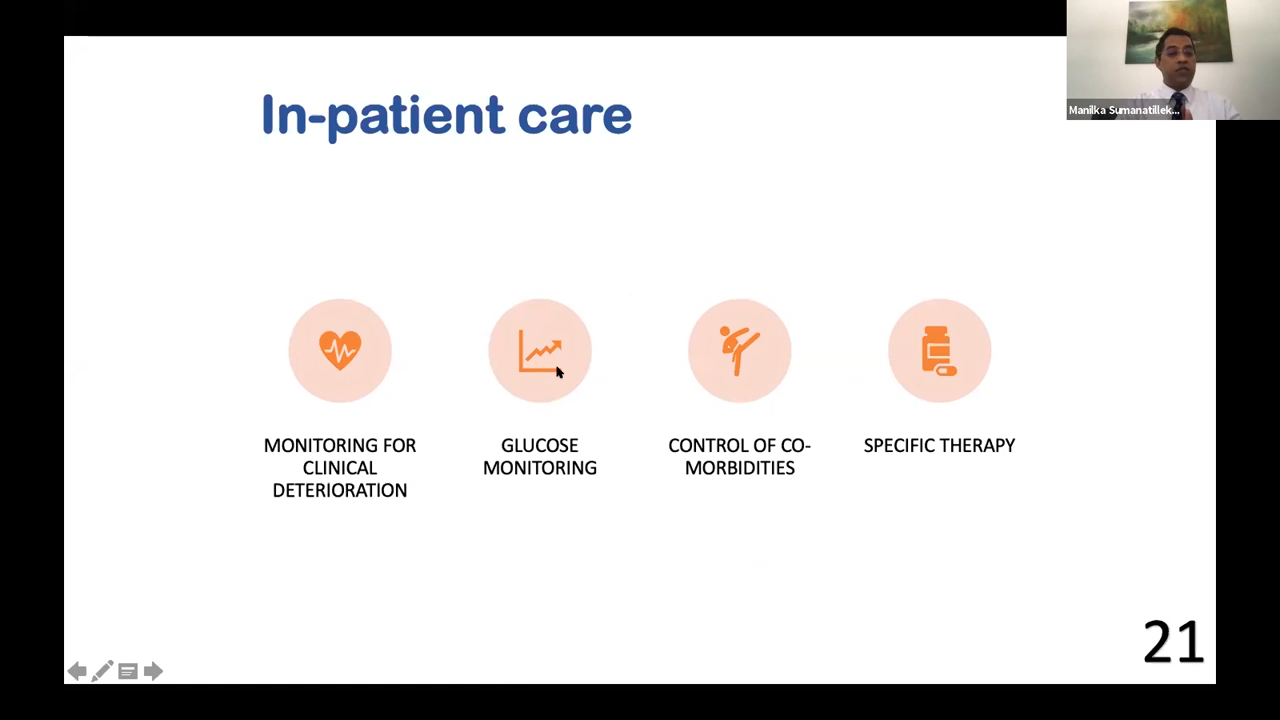 In-patient care
Manilka Sumanatillek...
MONITORING FOR
CLINICAL
DETERIORATION
GLUCOSE
MONITORING
CONTROL OF CO-
MORBIDITIES
SPECIFIC THERAPY
21